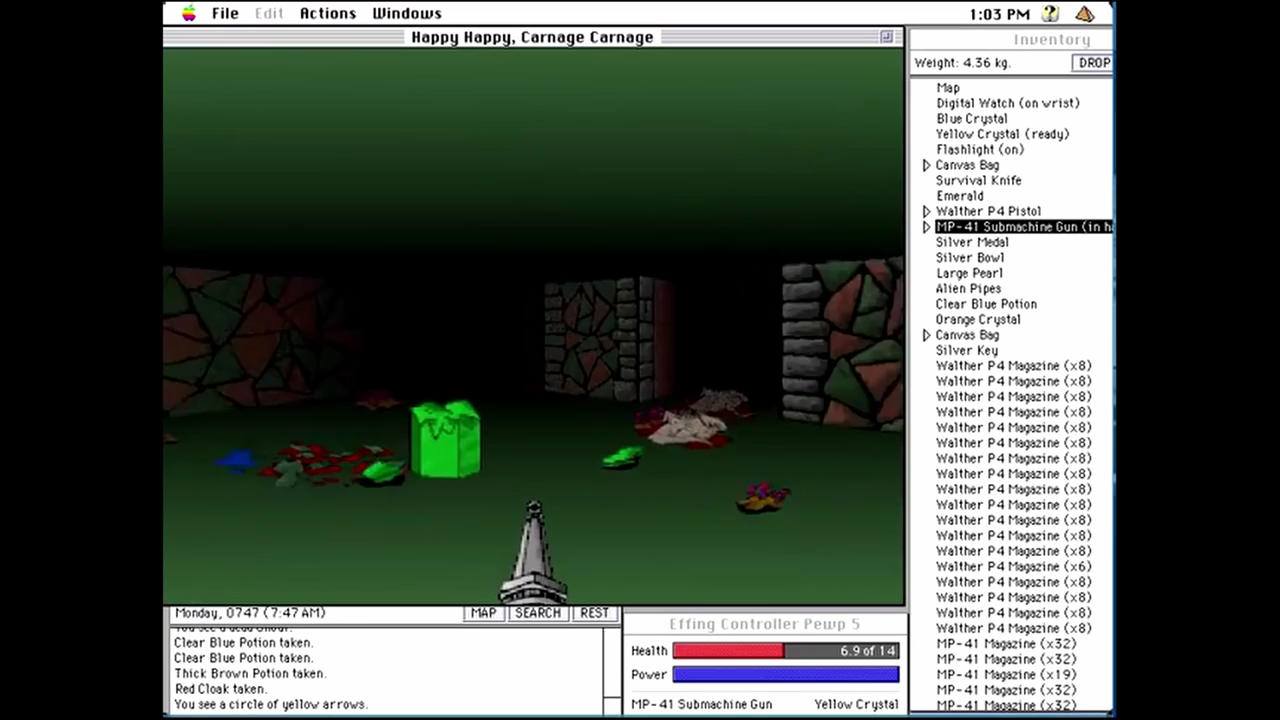 File Edit Actions Windows 1:03 PM
Happy Happy, Carnage Carnage
Inventory
Weight: 4.36 kg. DROP
Map
Digital Watch (on wrist)
Blue Crystal
Yellow Crystal (ready)
Flashlight (on)
Canvas Bag
Survival Knife
Emerald
Walther P4 Pistol
MP-41 Submachine Gun (in h
Silver Medal
Silver Bowl
Large Pearl
Alien Pipes
Clear Blue Potion
Orange Crystal
Canvas Bag
Silver Key
Walther P4 Magazine (x8)
Walther P4 Magazine (x8)
Walther P4 Magazine (x8)
Walther P4 Magazine (x8)
Walther P4 Magazine (x8)
Walther P4 Magazine (x8)
Walther P4 Magazine (x8)
Walther P4 Magazine (x8)
Walther P4 Magazine (x8)
Walther P4 Magazine (x8)
Walther P4 Magazine (x8)
Walther P4 Magazine (x8)
Walther P4 Magazine (x8)
Walther P4 Magazine (x6)
Walther P4 Magazine (x8)
Walther P4 Magazine (x8)
Walther P4 Magazine (x8)
Walther P4 Magazine (x8)
MP-41 Magazine (x32)
MP-41 Magazine (x32)
MP-41 Magazine (x19)
MP-41 Magazine (x32)
MP-41 Magazine (x32)
Monday, 0747 (7:47 AM) MAP SEARCH REST
You see a dead Ghoul.
Clear Blue Potion taken.
Clear Blue Potion taken.
Thick Brown Potion taken.
Red Cloak taken.
You see a circle of yellow arrows.
Effing Controller Pewp 5
Health 6.9 of 14
Power
MP-41 Submachine Gun Yellow Crystal